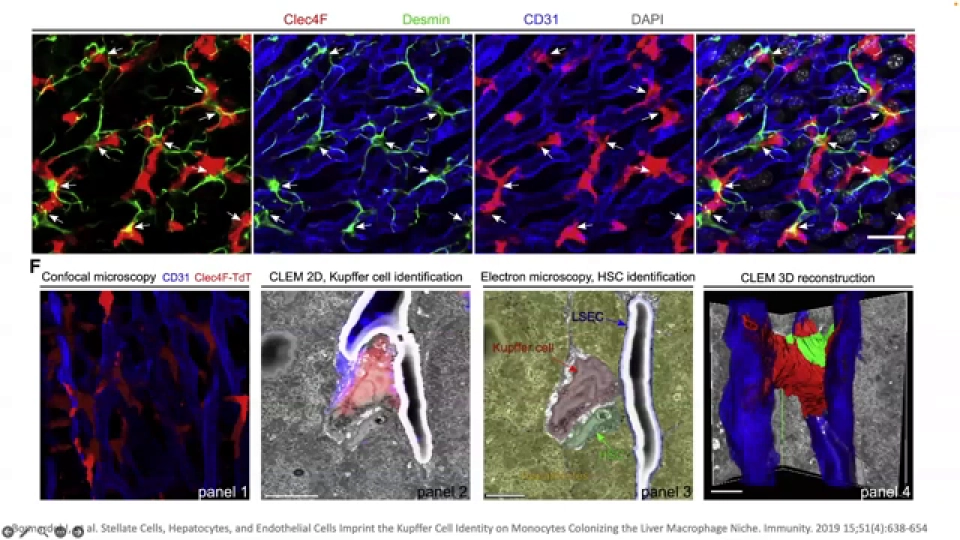 Clec4F Desmin CD31 DAPI
F
Confocal microscopy CD31 Clec4F-TdT
CLEM 2D, Kupffer cell identification
Electron microscopy, HSC identification
CLEM 3D reconstruction
LSEC
Kupffer cell
HSC
panel 1
panel 2
panel 3
panel 4
et al. Stellate Cells, Hepatocytes, and Endothelial Cells Imprint the Kupffer Cell Identity on Monocytes Colonizing the Liver Macrophage Niche. Immunity. 2019 15;51(4):638-654